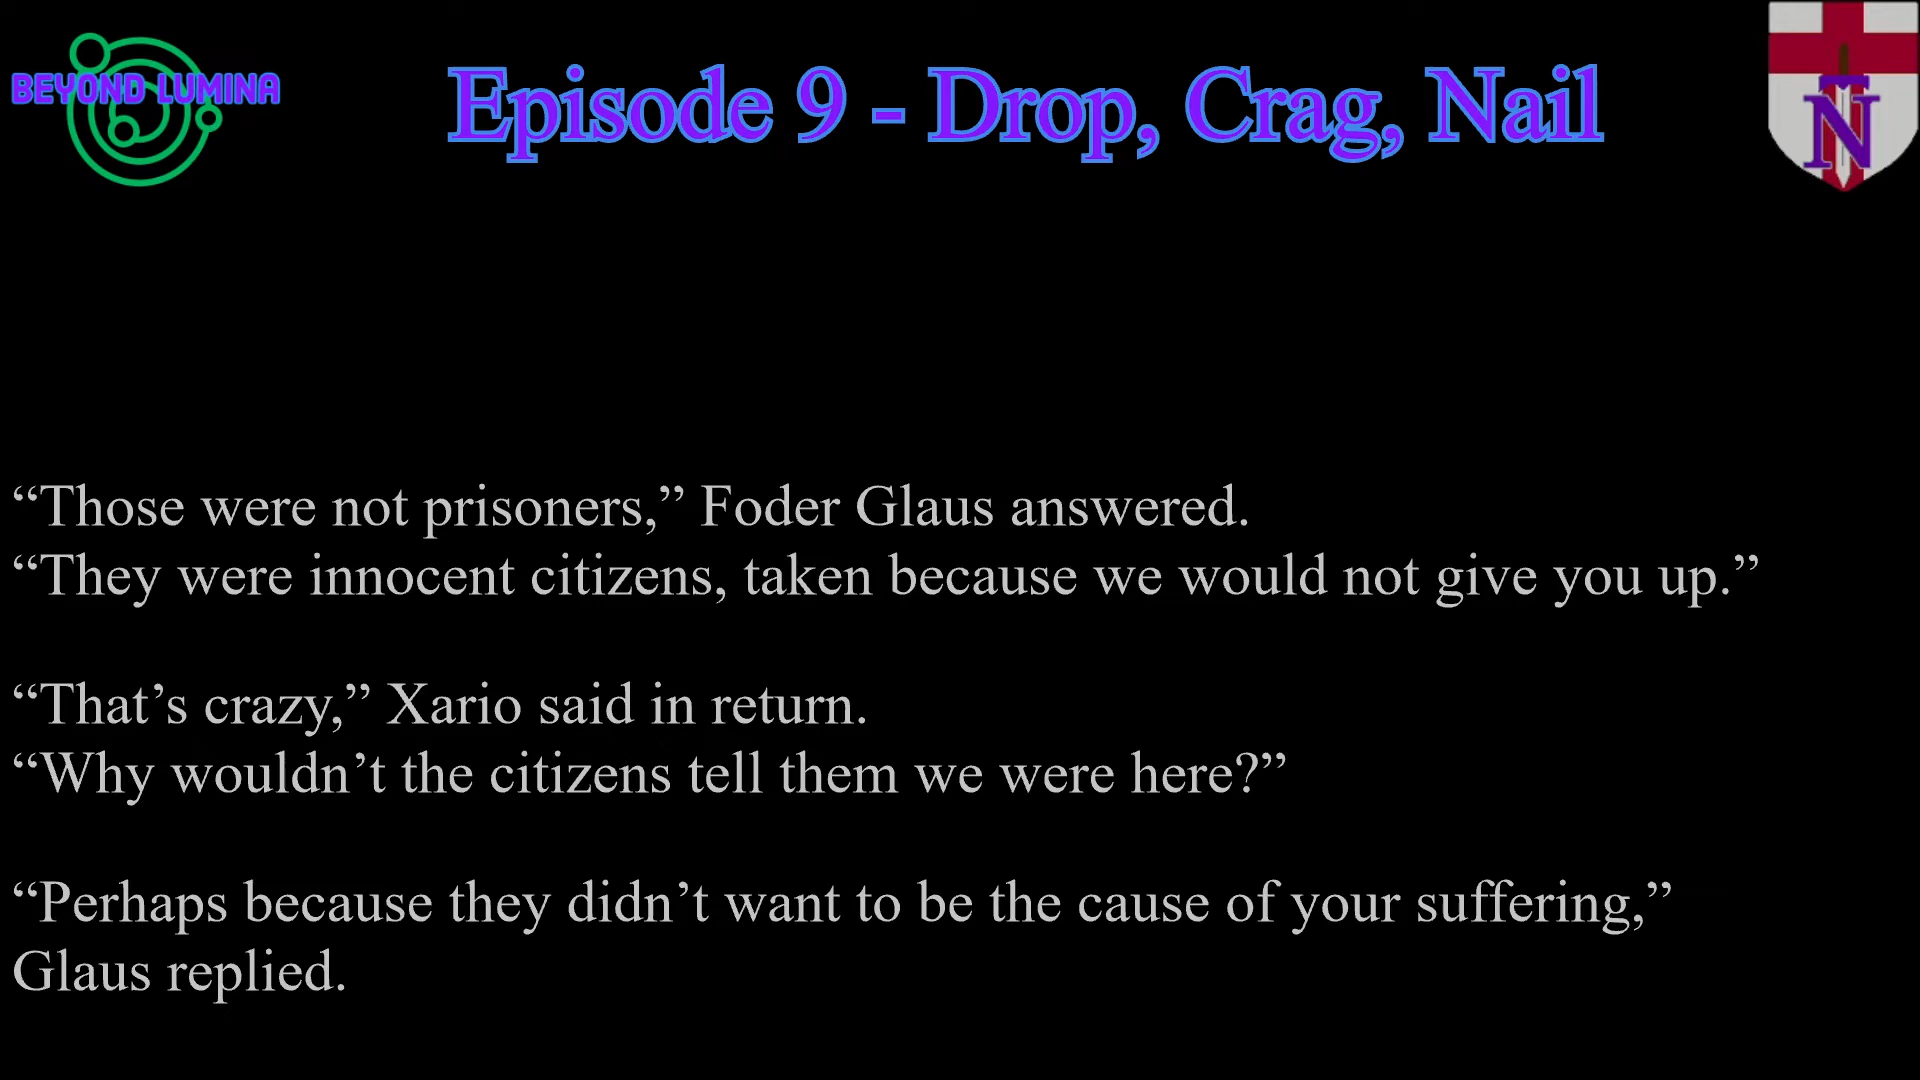 BEYOND LUMINA
Episode 9 - Drop, Crag, Nail
N
“Those were not prisoners,” Foder Glaus answered.
“They were innocent citizens, taken because we would not give you up.”
“That’s crazy,” Xario said in return.
“Why wouldn’t the citizens tell them we were here?”
“Perhaps because they didn’t want to be the cause of your suffering,”
Glaus replied.